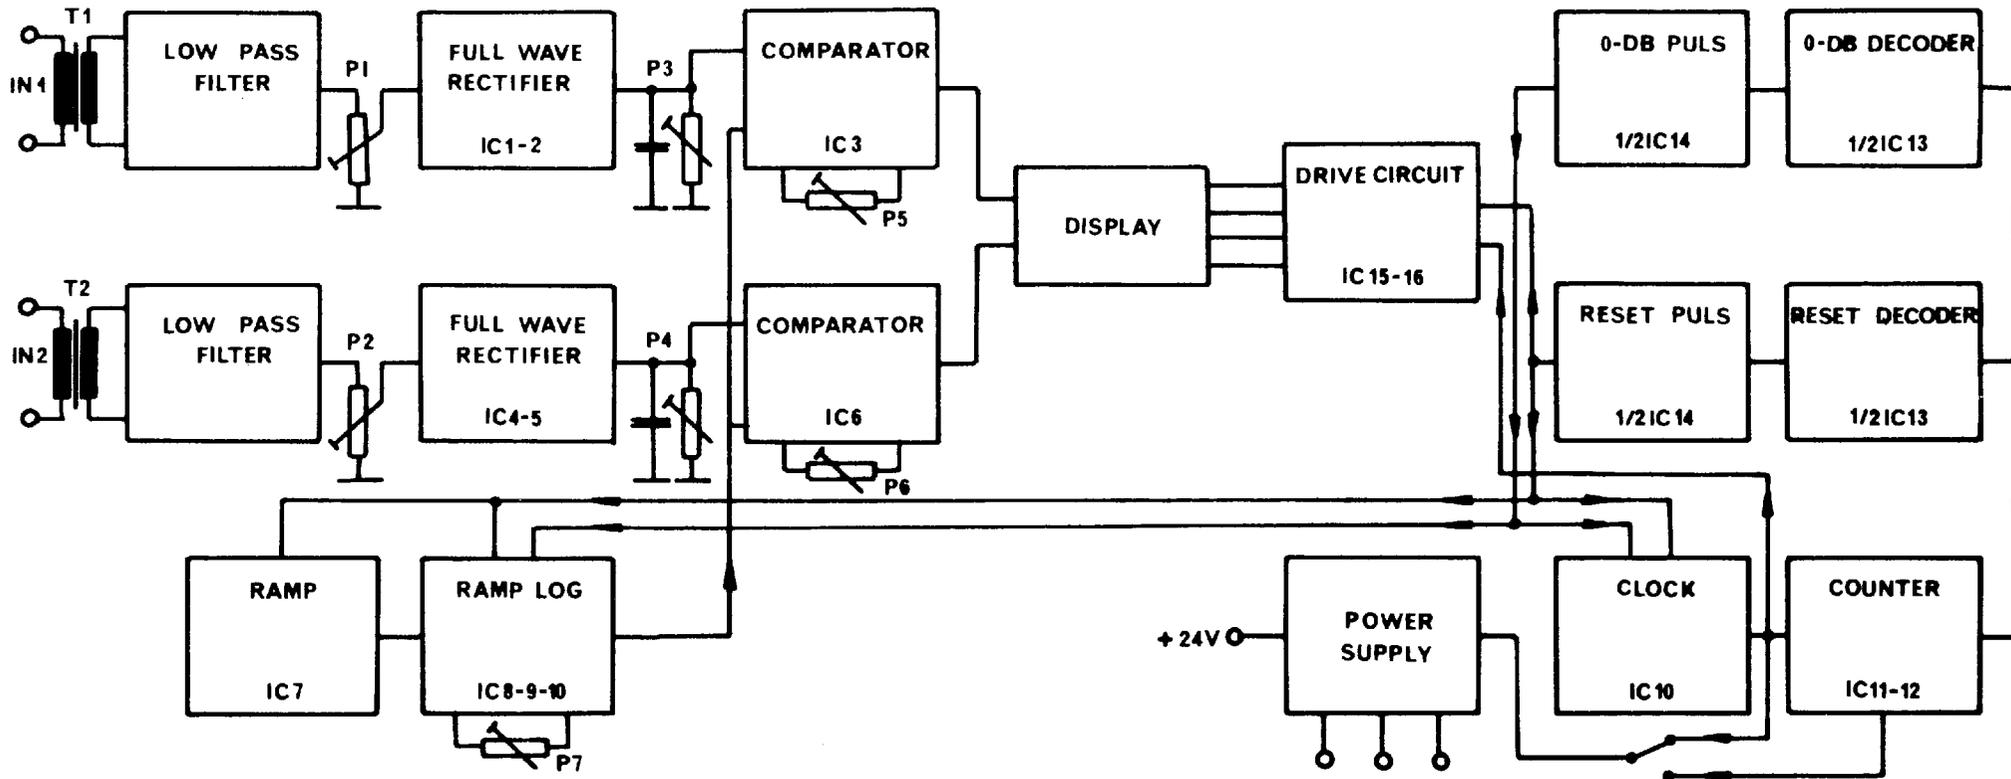 T1
IN1
LOW PASS
FILTER
P1
FULL WAVE
RECTIFIER
IC1-2
P3
COMPARATOR
IC3
P5
DISPLAY
DRIVE CIRCUIT
IC15-16
0-DB PULS
1/2IC14
0-DB DECODER
1/2IC13
T2
IN2
LOW PASS
FILTER
P2
FULL WAVE
RECTIFIER
IC4-5
P4
COMPARATOR
IC6
P6
RESET PULS
1/2IC14
RESET DECODER
1/2IC13
RAMP
IC7
RAMP LOG
IC8-9-10
P7
+24V
POWER
SUPPLY
CLOCK
IC10
COUNTER
IC11-12